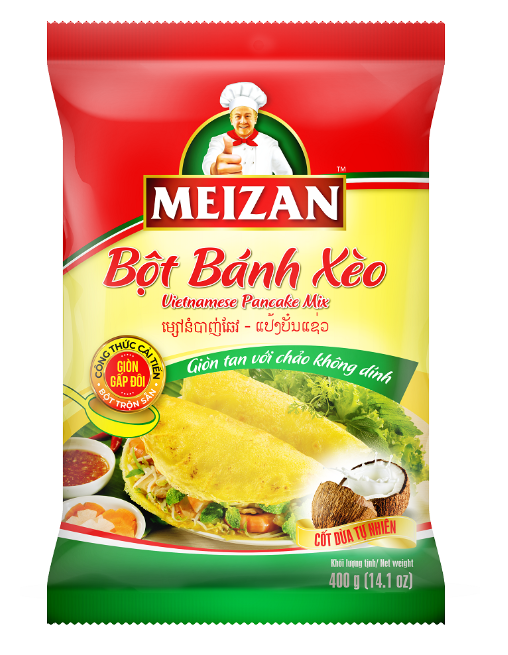 MEIZAN
TM
Bột Bánh Xèo
Vietnamese Pancake Mix
ម្សៅនំបាញ់ឆែវ - ແປ້ງບັ້ນແຊ່ວ
Giòn tan với chảo không dính
CÔNG THỨC CẢI TIẾN
GIÒN
GẤP ĐÔI
BỘT TRỘN SẴN
CỐT DỪA TỰ NHIÊN
Khối lượng tịnh/ Net weight
400 g (14.1 oz)